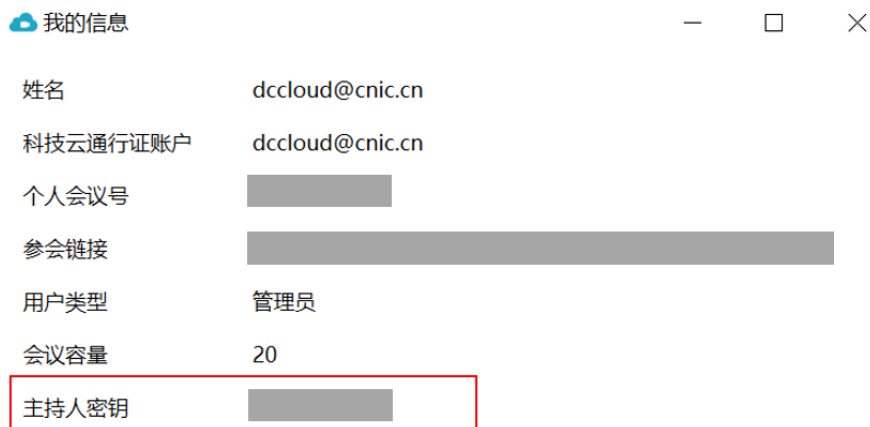 我的信息
姓名 dccloud@cnic.cn
科技云通行证账户 dccloud@cnic.cn
个人会议号
参会链接
用户类型 管理员
会议容量 20
主持人密钥